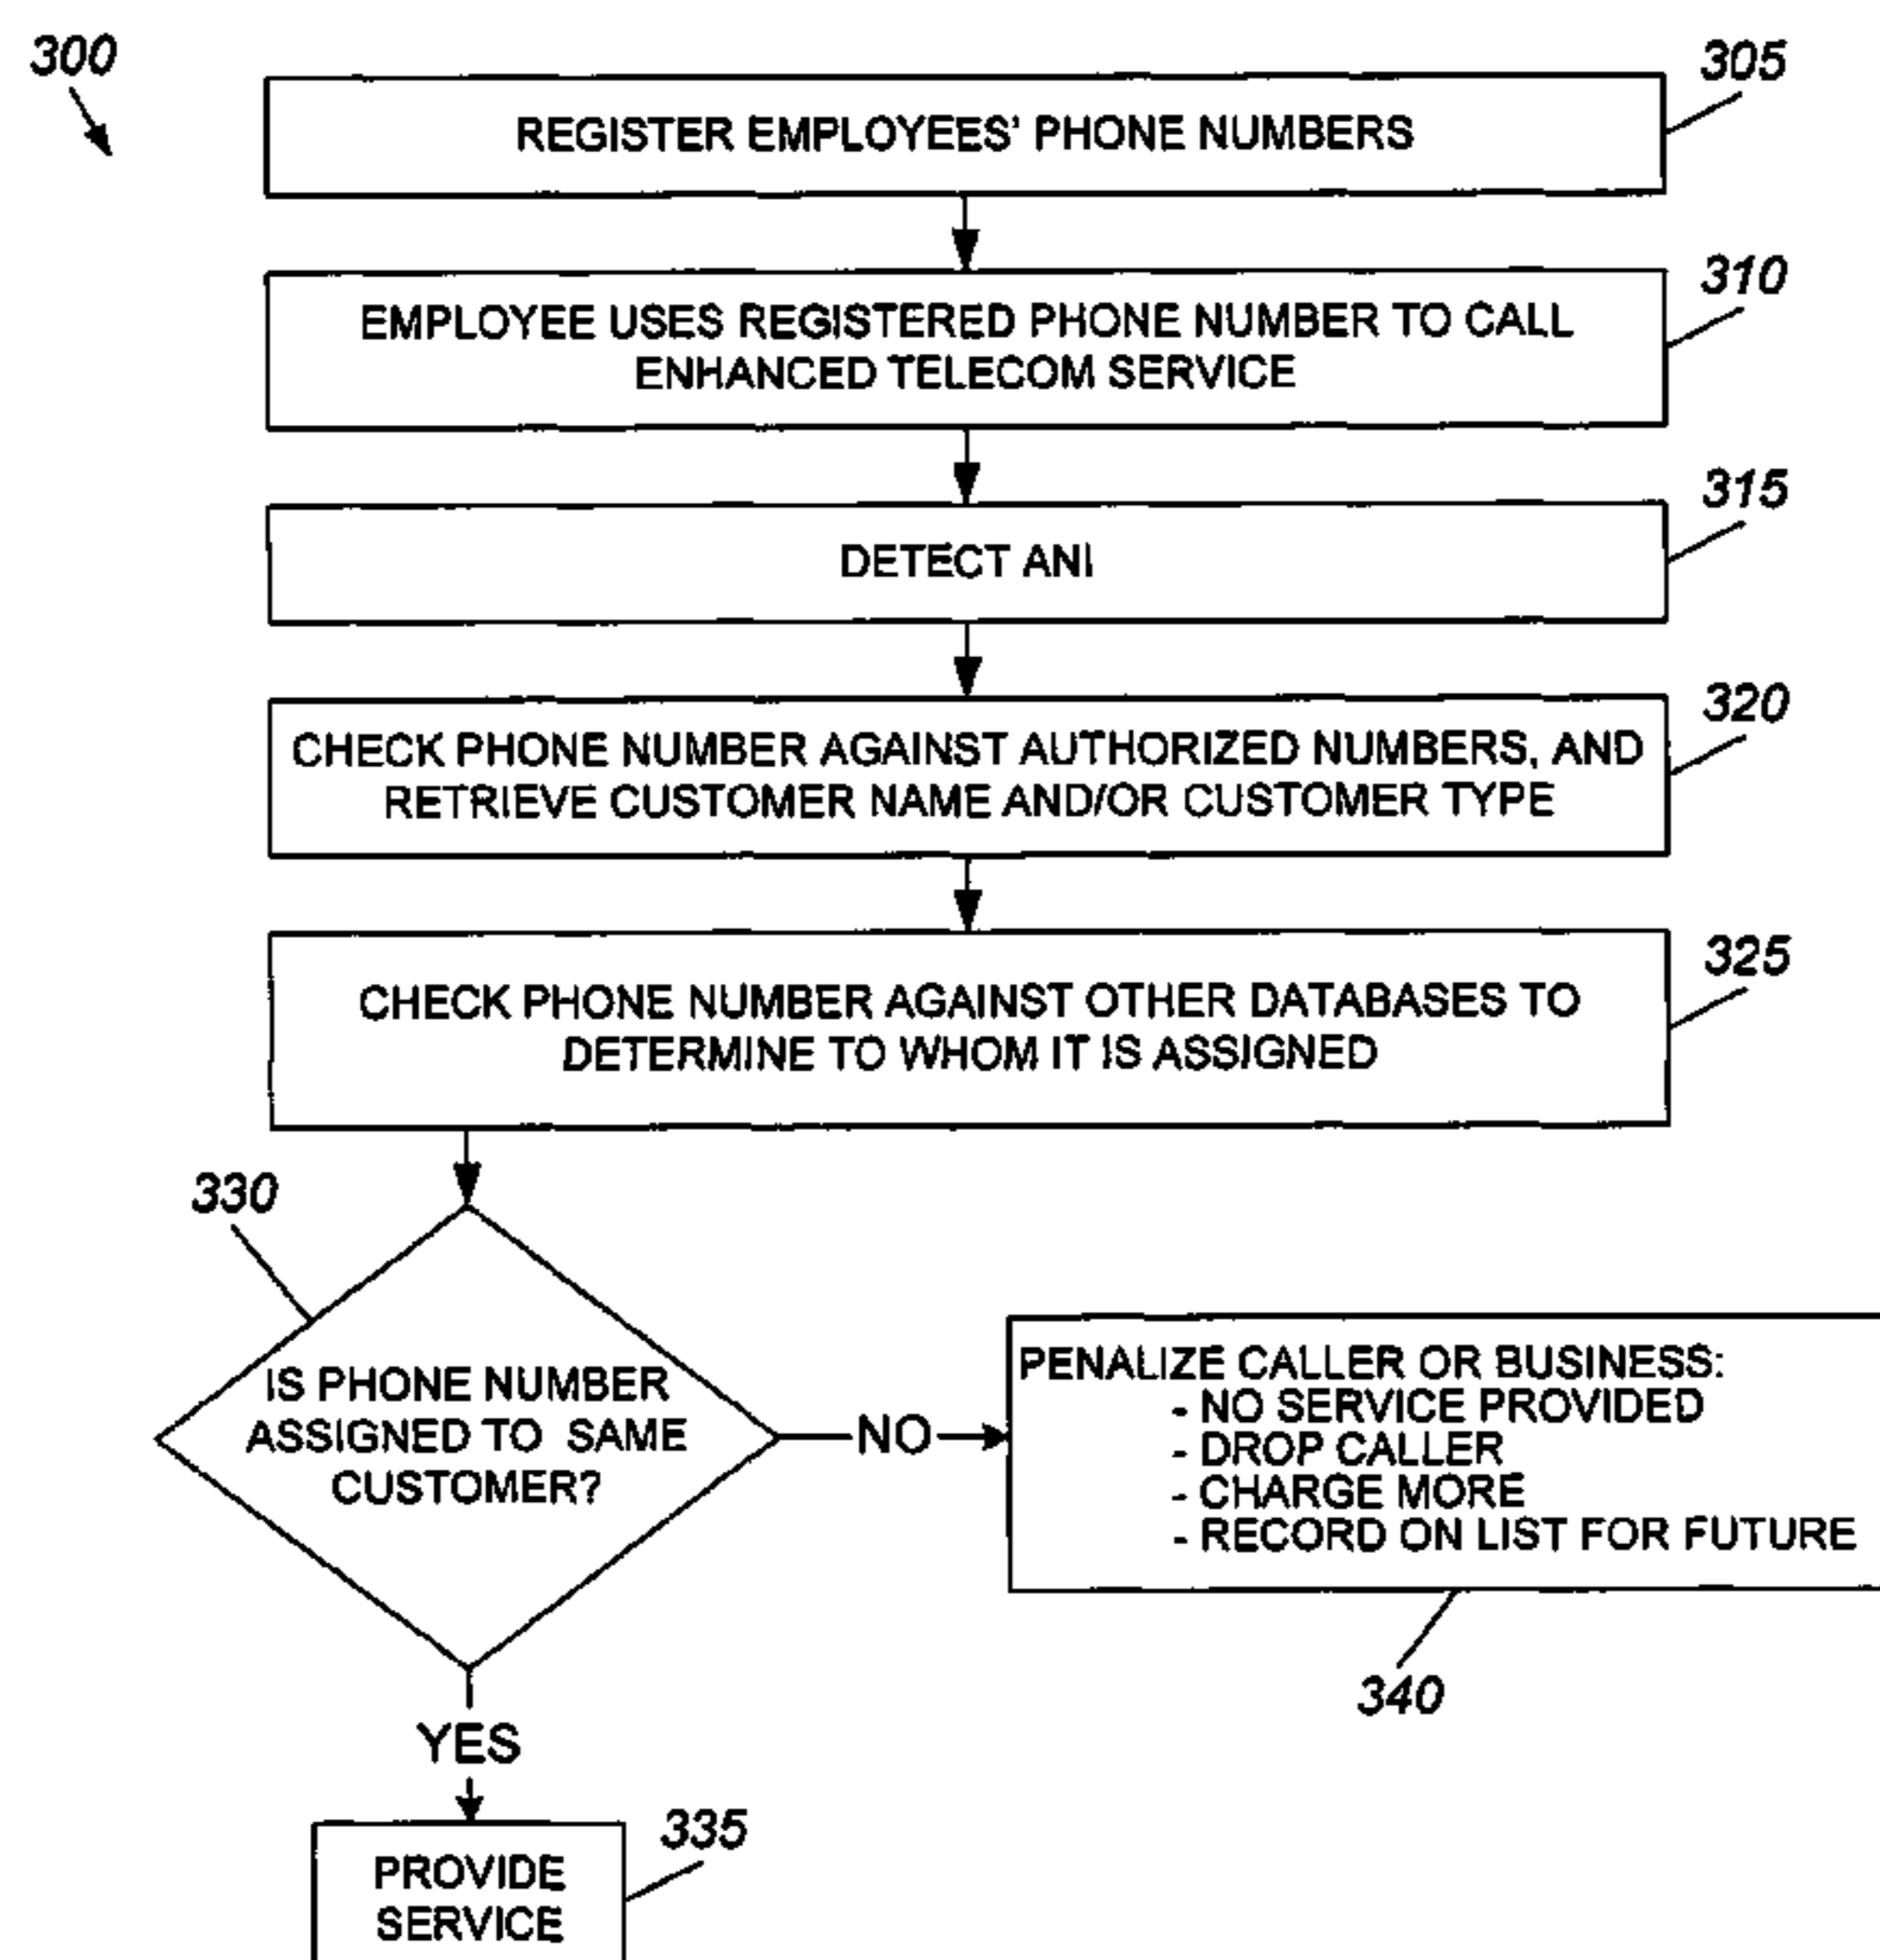 300
305
REGISTER EMPLOYEES' PHONE NUMBERS
310
EMPLOYEE USES REGISTERED PHONE NUMBER TO CALL
ENHANCED TELECOM SERVICE
315
DETECT ANI
320
CHECK PHONE NUMBER AGAINST AUTHORIZED NUMBERS, AND
RETRIEVE CUSTOMER NAME AND/OR CUSTOMER TYPE
325
CHECK PHONE NUMBER AGAINST OTHER DATABASES TO
DETERMINE TO WHOM IT IS ASSIGNED
330
IS PHONE NUMBER
ASSIGNED TO SAME
CUSTOMER?
NO
PENALIZE CALLER OR BUSINESS:
- NO SERVICE PROVIDED
- DROP CALLER
- CHARGE MORE
- RECORD ON LIST FOR FUTURE
340
YES
335
PROVIDE
SERVICE